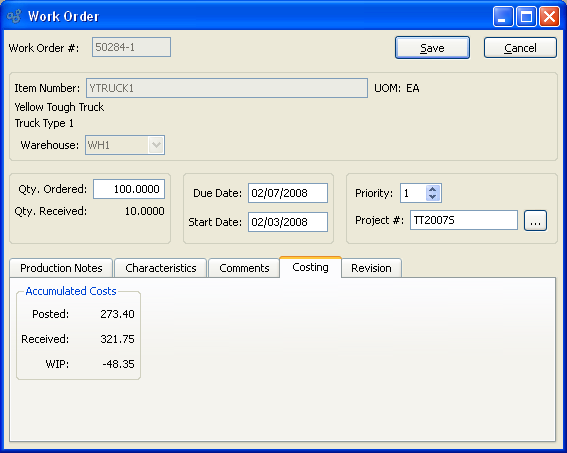 Work Order
Work Order #: 50284-1 Save Cancel
Item Number: YTRUCK1 UOM: EA
Yellow Tough Truck
Truck Type 1
Warehouse: WH1
Qty. Ordered: 100.0000 Due Date: 02/07/2008 Priority: 1
Qty. Received: 10.0000 Start Date: 02/03/2008 Project #: TT2007S ...
Production Notes Characteristics Comments Costing Revision
Accumulated Costs
Posted: 273.40
Received: 321.75
WIP: -48.35